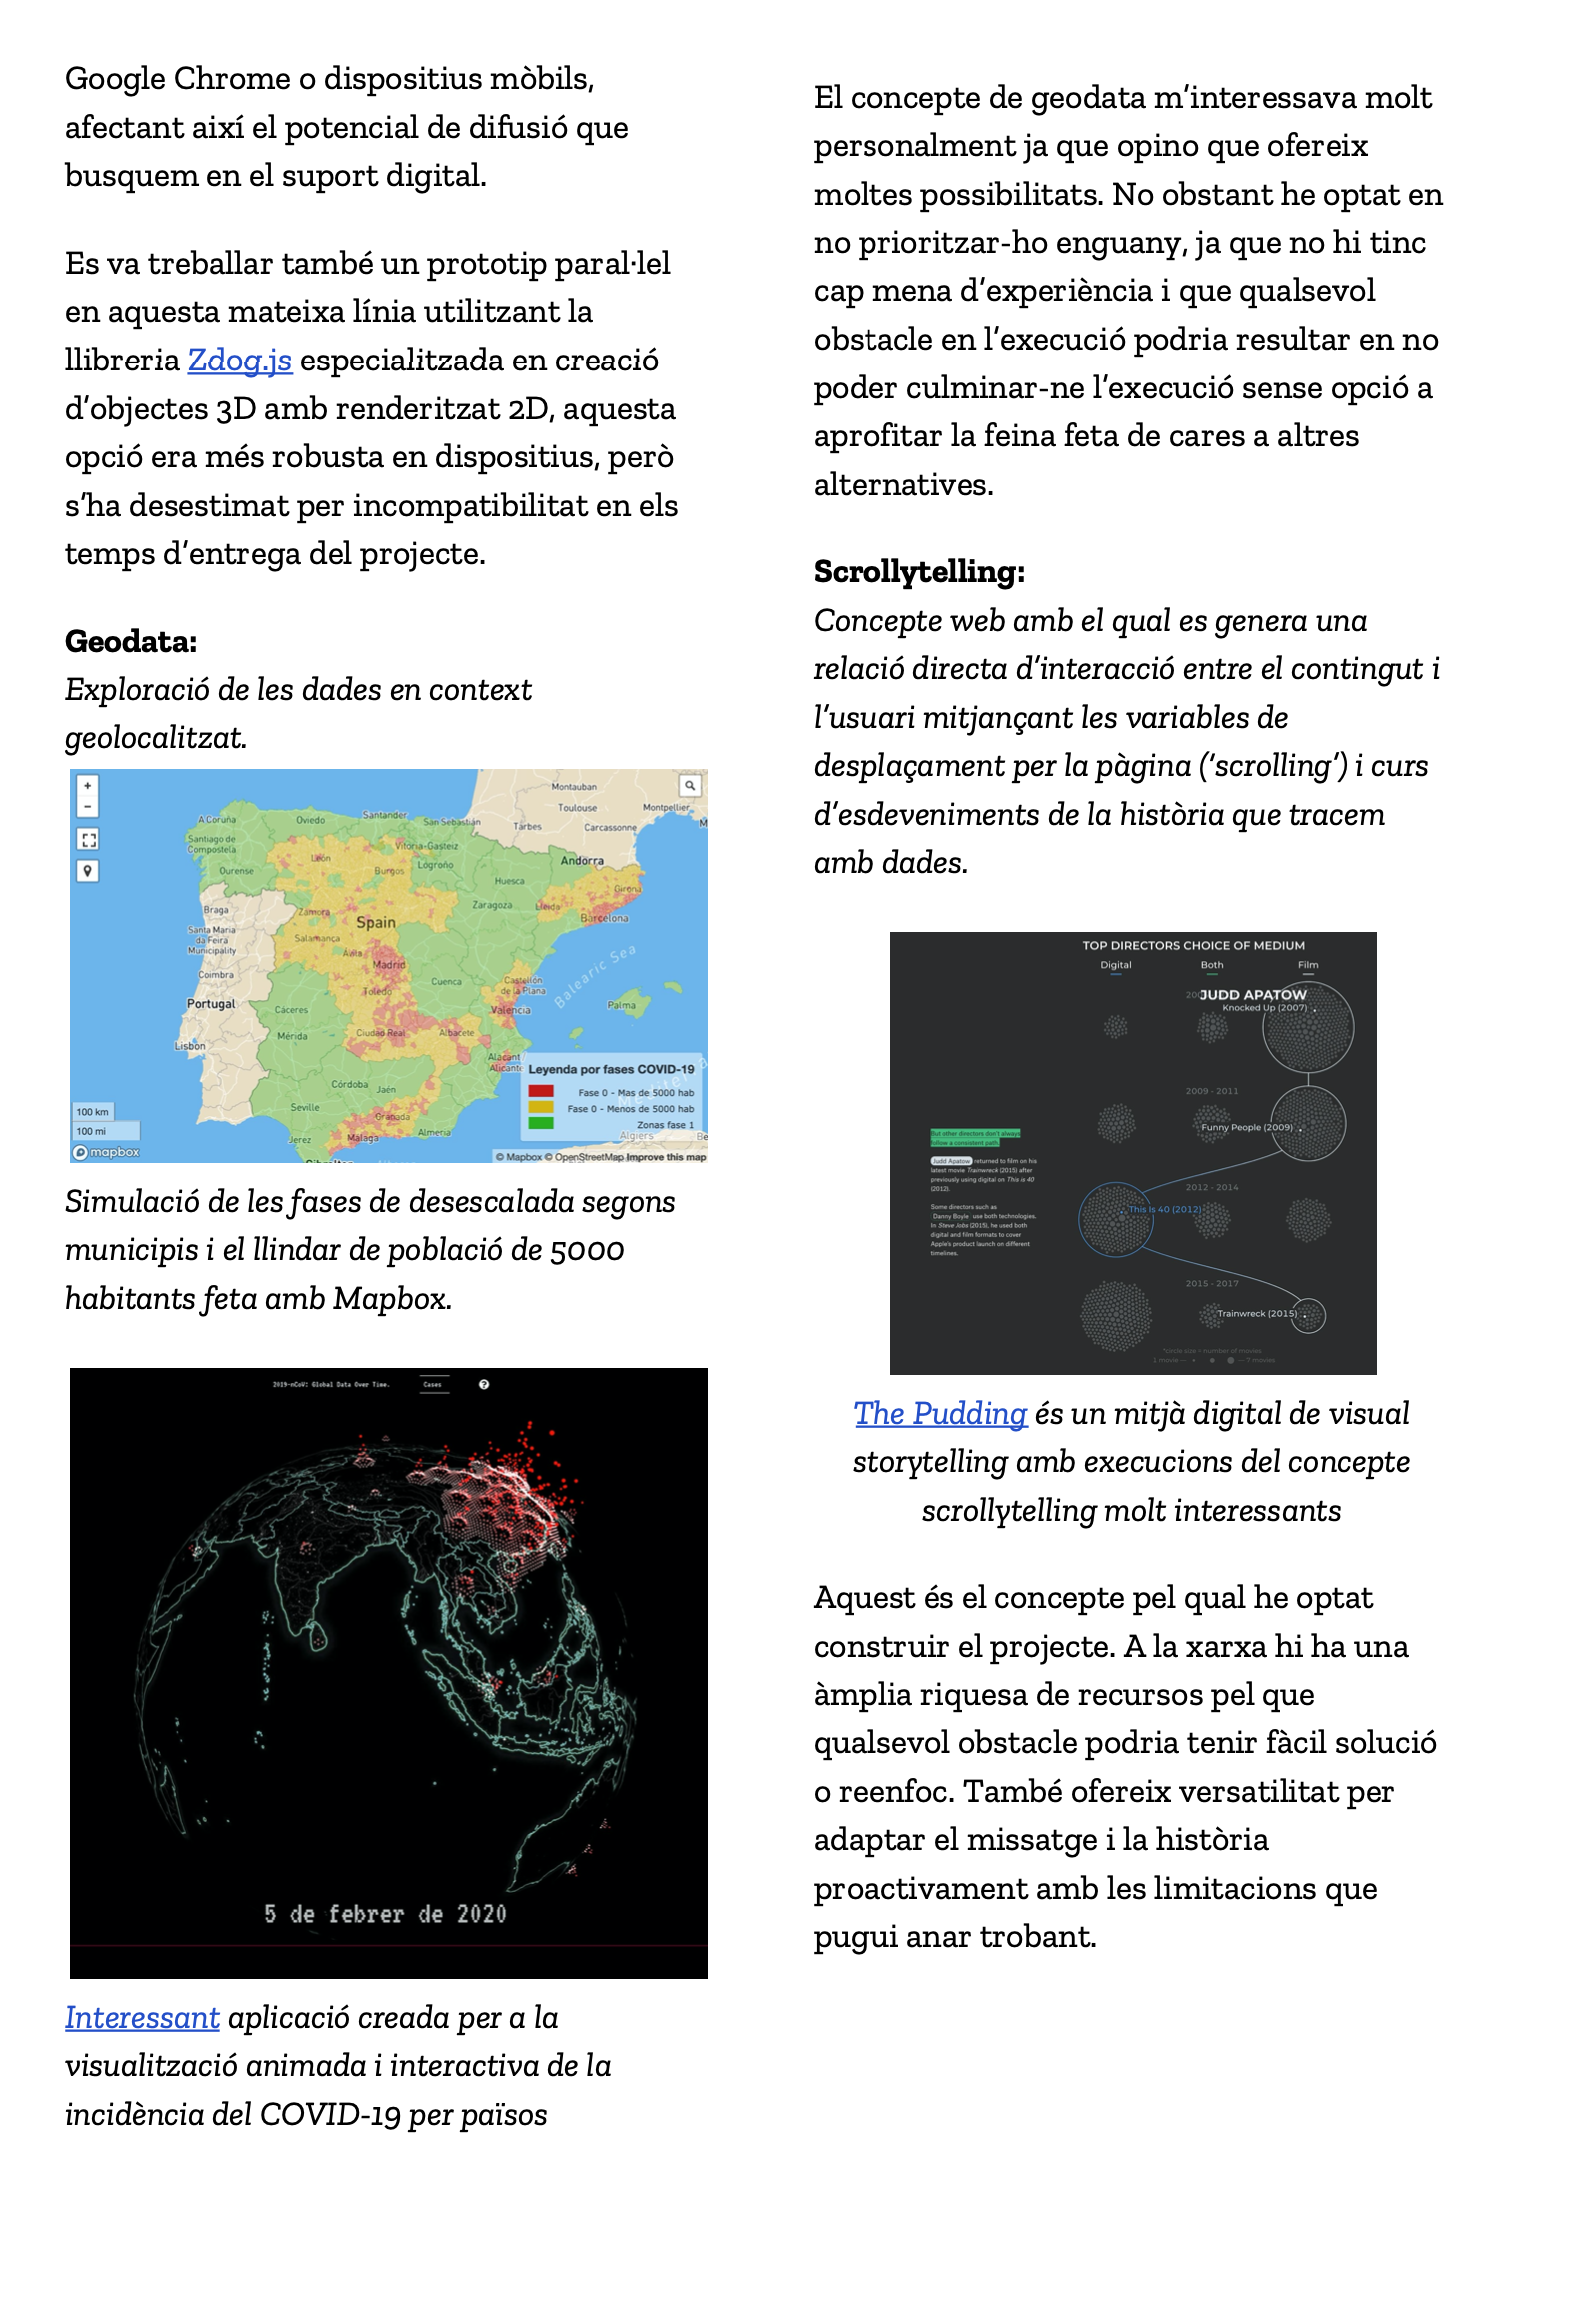 Google Chrome o dispositius mòbils,
afectant així el potencial de difusió que
busquem en el suport digital.
Es va treballar també un prototip paral·lel
en aquesta mateixa línia utilitzant la
llibreria Zdog.js especialitzada en creació
d’objectes 3D amb renderitzat 2D, aquesta
opció era més robusta en dispositius, però
s’ha desestimat per incompatibilitat en els
temps d’entrega del projecte.
Geodata:
Exploració de les dades en context
geolocalitzat.
Montauban
Toulouse
Montpellier
Tarbes
Carcassonne
A Coruña
Oviedo
Santander
San Sebastián
Santiago de
Compostela
Vitoria-Gasteiz
León
Logroño
Andorra
Ourense
Burgos
Huesca
Girona
Braga
Zamora
Zaragoza
Lleida
Barcelona
Spain
Santa Maria
da Feira
Municipality
Salamanca
Ávila
Madrid
Coimbra
Toledo
Cuenca
Castellón
de la Plana
Balearic Sea
Portugal
Cáceres
Valencia
Palma
Ciudad Real
Albacete
Mérida
Lisbon
Alacant
Alicante
Córdoba
Jaén
Seville
Granada
Jerez
Málaga
Almería
Gibraltar
Algiers
Leyenda por fases COVID-19
Fase 0 - Mas de 5000 hab
Fase 0 - Menos de 5000 hab
Zonas fase 1
100 km
100 mi
mapbox
© Mapbox © OpenStreetMap Improve this map
Simulació de les fases de desescalada segons
municipis i el llindar de població de 5000
habitants feta amb Mapbox.
2019-nCoV: Global Data Over Time.
Cases
?
5 de febrer de 2020
Interessant aplicació creada per a la
visualització animada i interactiva de la
incidència del COVID-19 per països
El concepte de geodata m’interessava molt
personalment ja que opino que ofereix
moltes possibilitats. No obstant he optat en
no prioritzar-ho enguany, ja que no hi tinc
cap mena d’experiència i que qualsevol
obstacle en l’execució podria resultar en no
poder culminar-ne l’execució sense opció a
aprofitar la feina feta de cares a altres
alternatives.
Scrollytelling:
Concepte web amb el qual es genera una
relació directa d’interacció entre el contingut i
l’usuari mitjançant les variables de
desplaçament per la pàgina (‘scrolling’) i curs
d’esdeveniments de la història que tracem
amb dades.
TOP DIRECTORS CHOICE OF MEDIUM
Digital Both Film
JUDD APATOW
Knocked Up (2007)
2009 - 2011
Funny People (2009)
But other directors don't always
follow a consistent path.
Judd Apatow returned to film on his
latest movie Trainwreck (2015) after
previously using digital on This is 40
(2012).
Some directors such as
Danny Boyle use both technologies.
In Steve Jobs (2015), he used both
digital and film formats to cover
Apple's product launch on different
timelines.
2012 - 2014
This Is 40 (2012)
2015 - 2017
Trainwreck (2015)
*circle size = number of movies
1 movie — — 7 movies
The Pudding és un mitjà digital de visual
storytelling amb execucions del concepte
scrollytelling molt interessants
Aquest és el concepte pel qual he optat
construir el projecte. A la xarxa hi ha una
àmplia riquesa de recursos pel que
qualsevol obstacle podria tenir fàcil solució
o reenfoc. També ofereix versatilitat per
adaptar el missatge i la història
proactivament amb les limitacions que
pugui anar trobant.